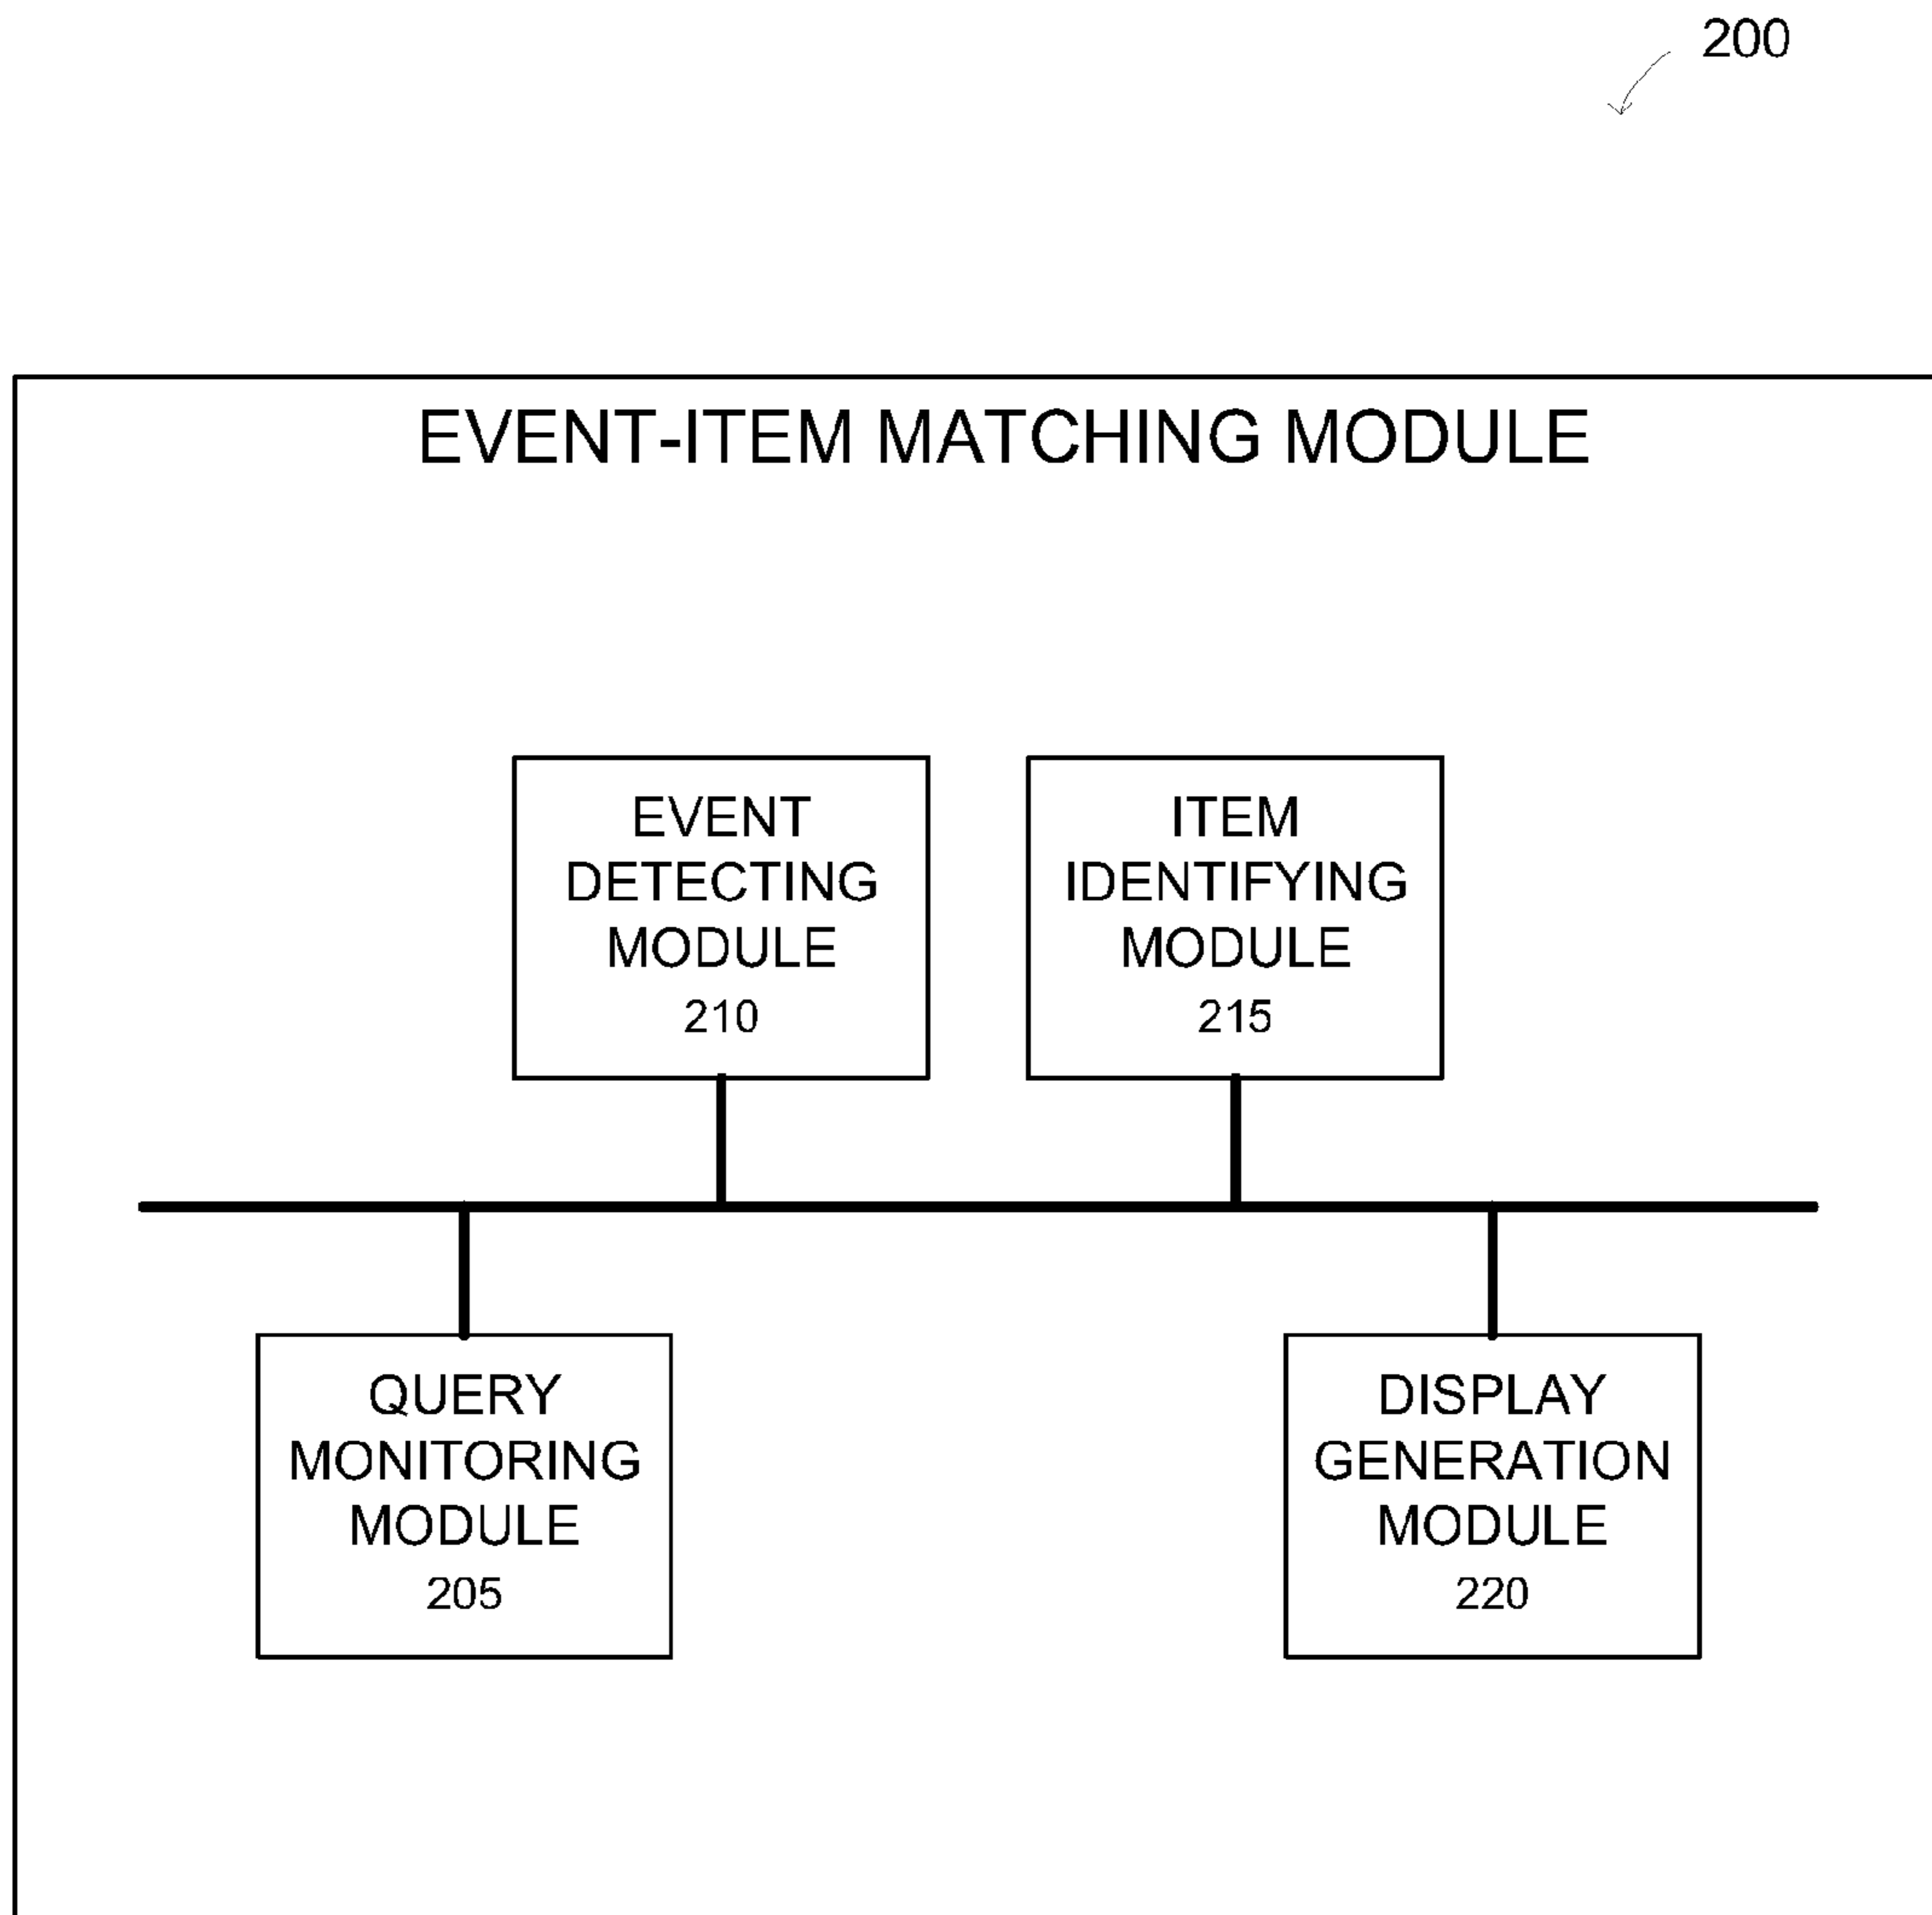 200
EVENT-ITEM MATCHING MODULE
EVENT
DETECTING
MODULE
210
ITEM
IDENTIFYING
MODULE
215
QUERY
MONITORING
MODULE
205
DISPLAY
GENERATION
MODULE
220